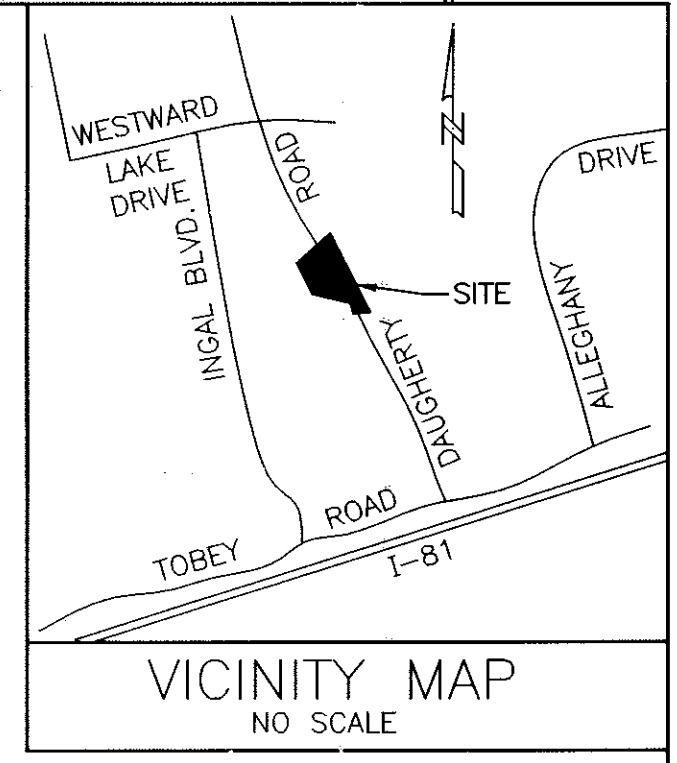 WESTWARD
LAKE
DRIVE
ROAD
N
DRIVE
INGAL BLVD.
SITE
ALLEGHANY
DAUGHERTY
ROAD
TOBEY
I-81
VICINITY MAP
NO SCALE